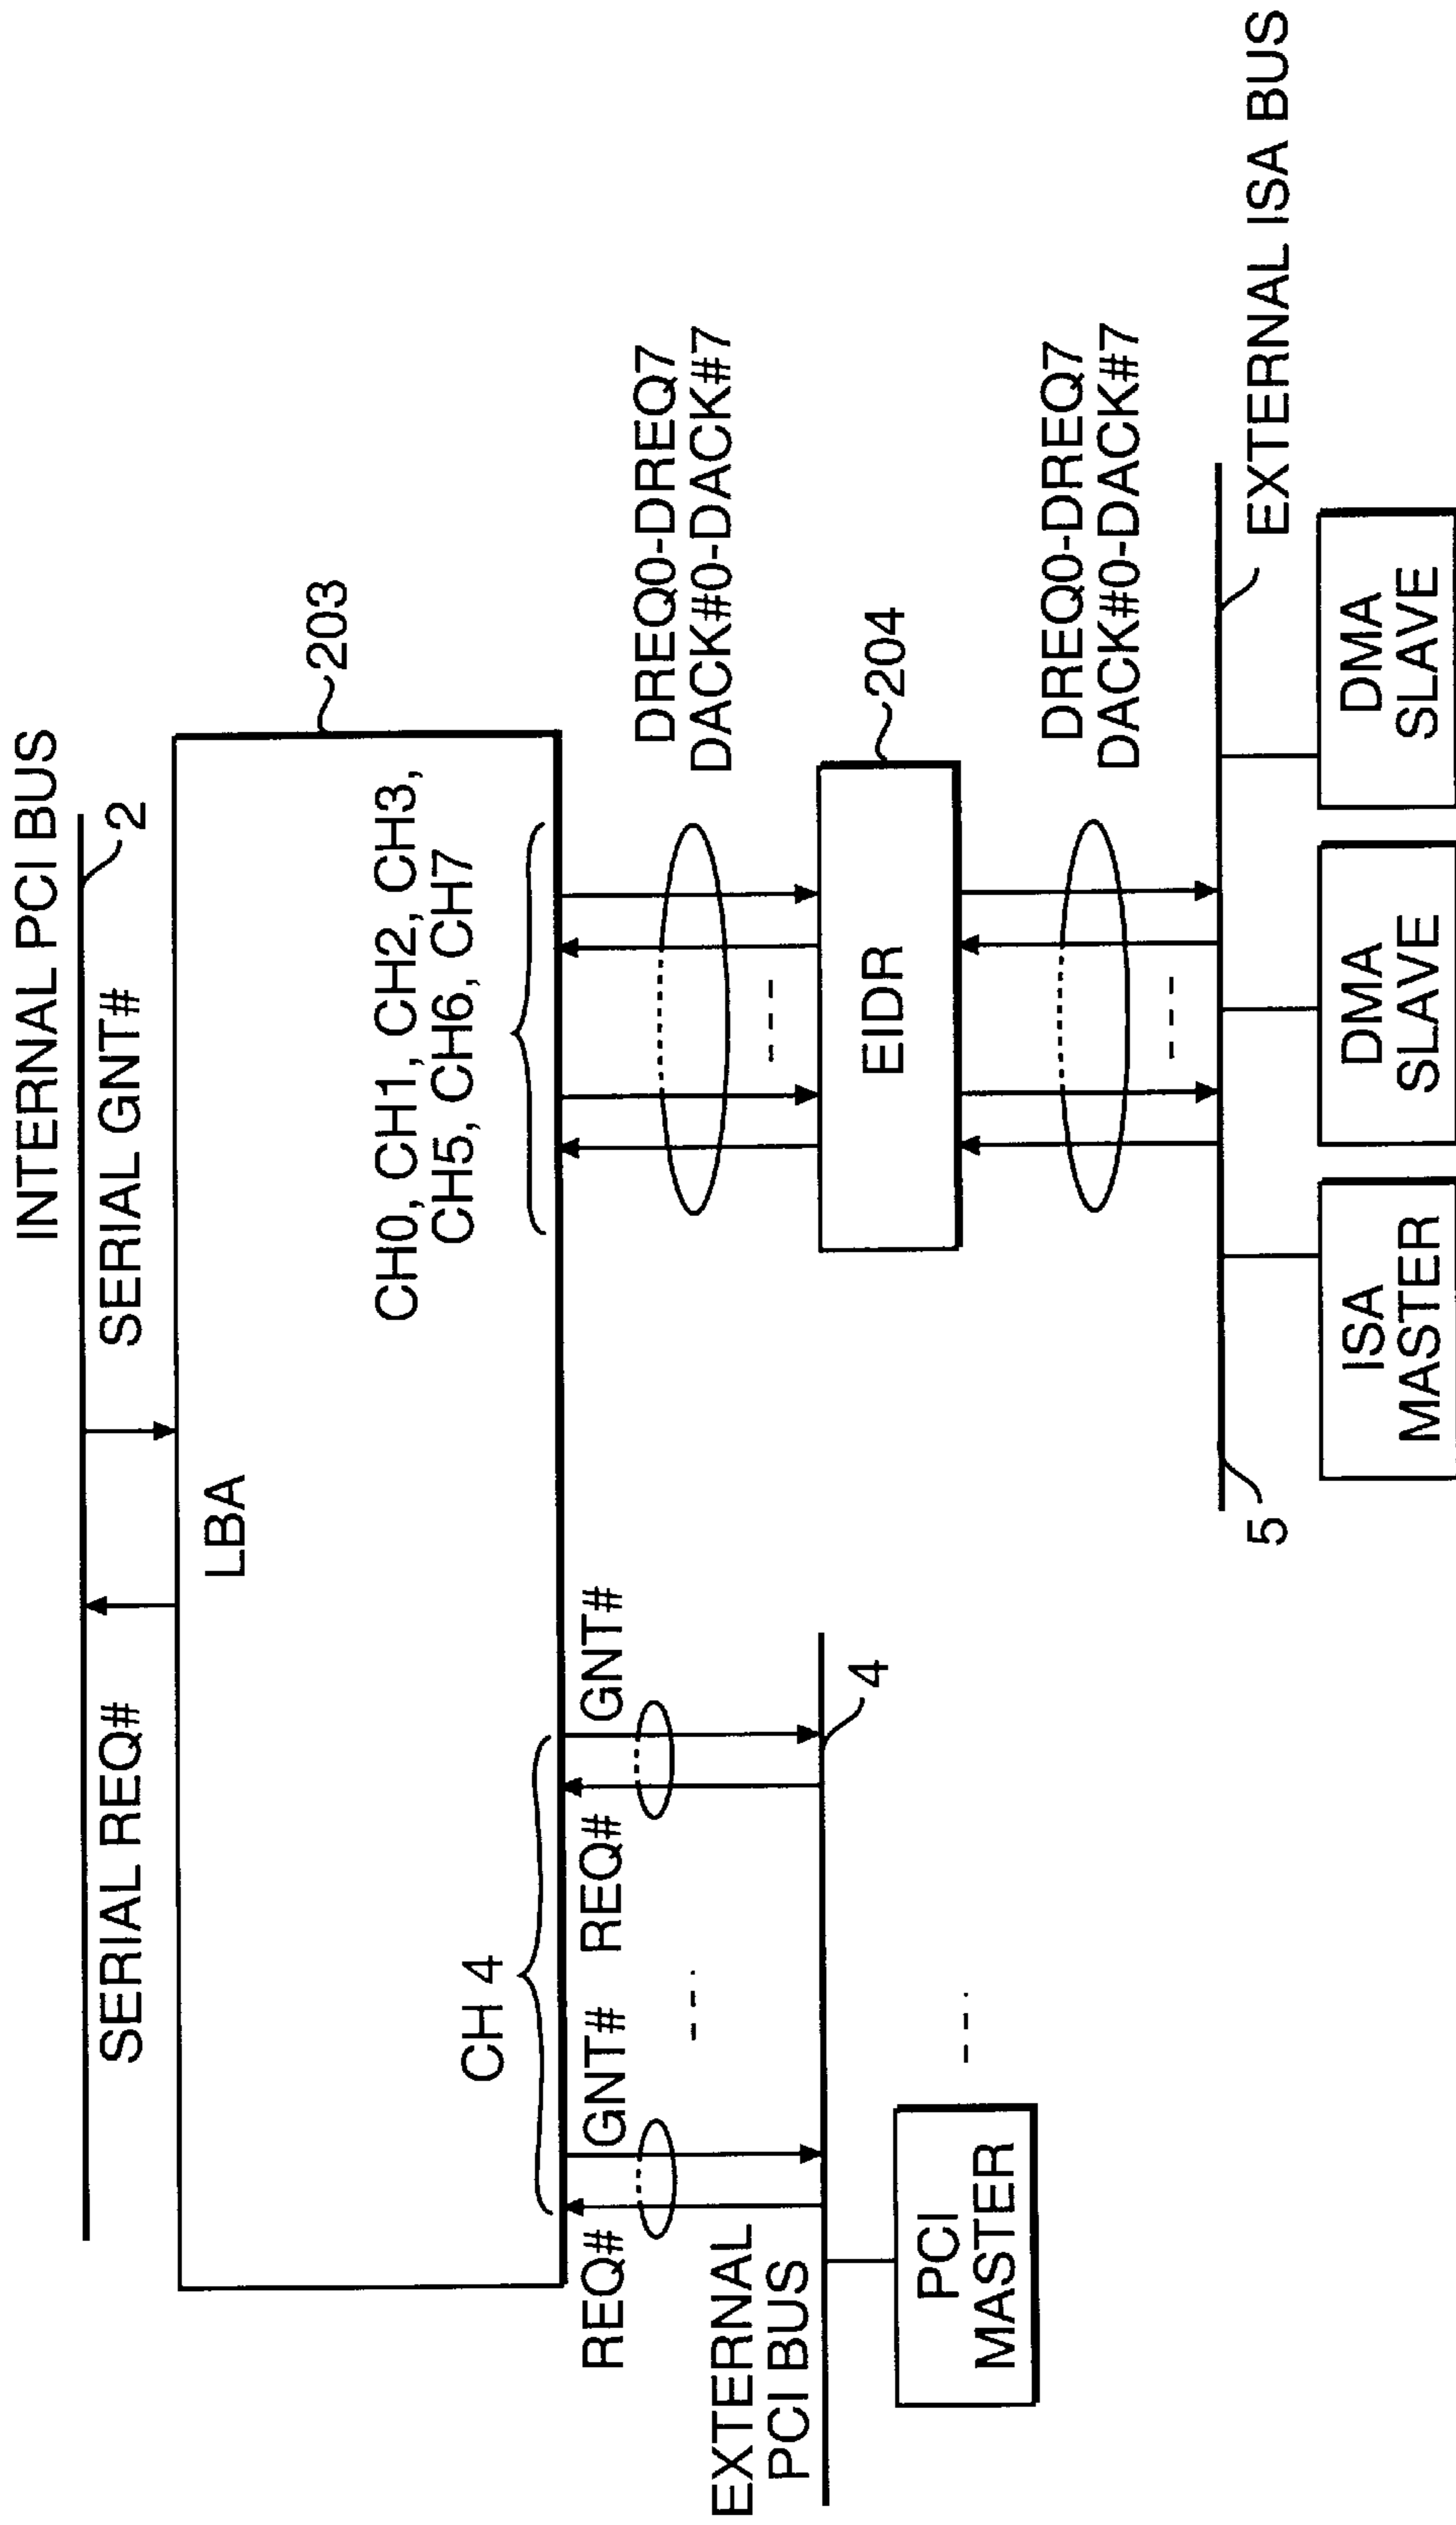 INTERNAL PCI BUS
SERIAL REQ#
SERIAL GNT#
2
LBA
203
CH 4
CH0, CH1, CH2, CH3,
CH5, CH6, CH7
REQ#
GNT#
REQ#
GNT#
DREQ0-DREQ7
DACK#0-DACK#7
EXTERNAL
PCI BUS
4
EIDR
204
PCI
MASTER
DREQ0-DREQ7
DACK#0-DACK#7
5
EXTERNAL ISA BUS
ISA
MASTER
DMA
SLAVE
DMA
SLAVE